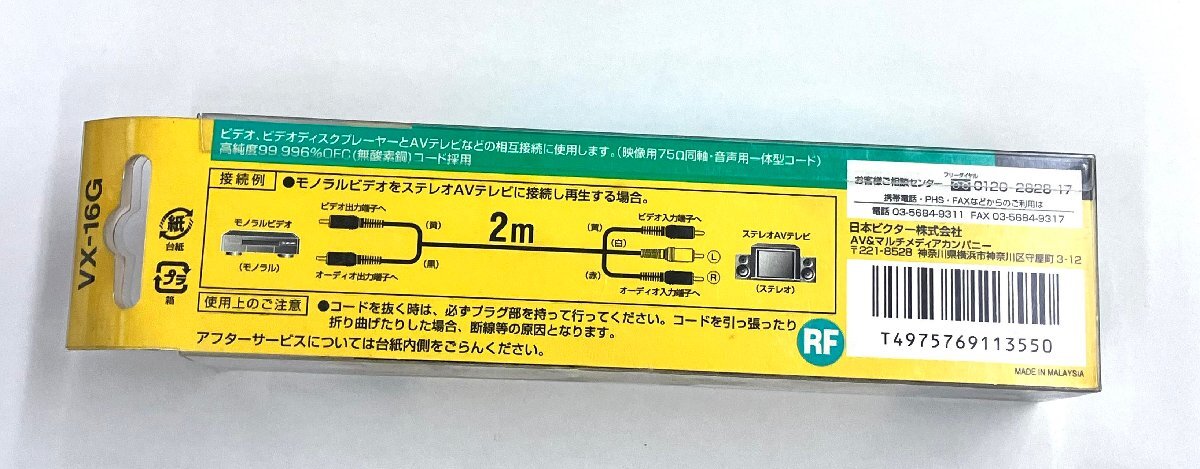 VX-16G
紙
台紙
プラ
箱
ビデオ、ビデオディスクプレーヤーとAVテレビなどの相互接続に使用します。(映像用75Ω同軸・音声用一体型コード)
高純度99.996%OFC(無酸素銅)コード採用
接続例
●モノラルビデオをステレオAVテレビに接続し再生する場合。
モノラルビデオ
(モノラル)
ビデオ出力端子へ
(黄)
オーディオ出力端子へ
(黒)
2m
(黄)
ビデオ入力端子へ
(白)
L
(赤)
R
オーディオ入力端子へ
ステレオAVテレビ
(ステレオ)
使用上のご注意
●コードを抜く時は、必ずプラグ部を持って行ってください。コードを引っ張ったり
折り曲げたりした場合、断線等の原因となります。
アフターサービスについては台紙内側をごらんください。
RF
フリーダイヤル
お客様ご相談センター 0120-2828-17
携帯電話・PHS・FAXなどからのご利用は
電話 03-5684-9311 FAX 03-5684-9317
日本ビクター株式会社
AV&マルチメディアカンパニー
〒221-8528 神奈川県横浜市神奈川区守屋町3-12
T4975769113550
MADE IN MALAYSIA